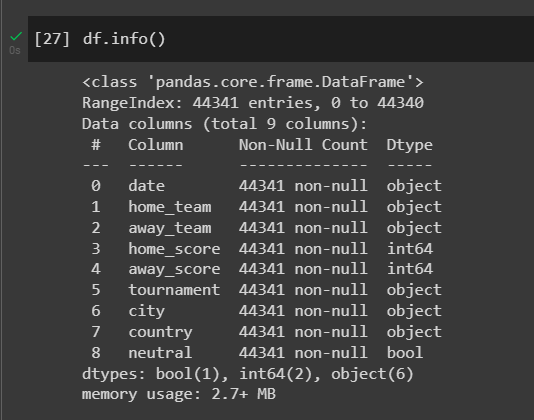 [27] df.info()
0s
<class 'pandas.core.frame.DataFrame'>
RangeIndex: 44341 entries, 0 to 44340
Data columns (total 9 columns):
 #   Column      Non-Null Count  Dtype
---  ------      --------------  -----
 0   date        44341 non-null  object
 1   home_team   44341 non-null  object
 2   away_team   44341 non-null  object
 3   home_score  44341 non-null  int64
 4   away_score  44341 non-null  int64
 5   tournament  44341 non-null  object
 6   city        44341 non-null  object
 7   country     44341 non-null  object
 8   neutral     44341 non-null  bool
dtypes: bool(1), int64(2), object(6)
memory usage: 2.7+ MB